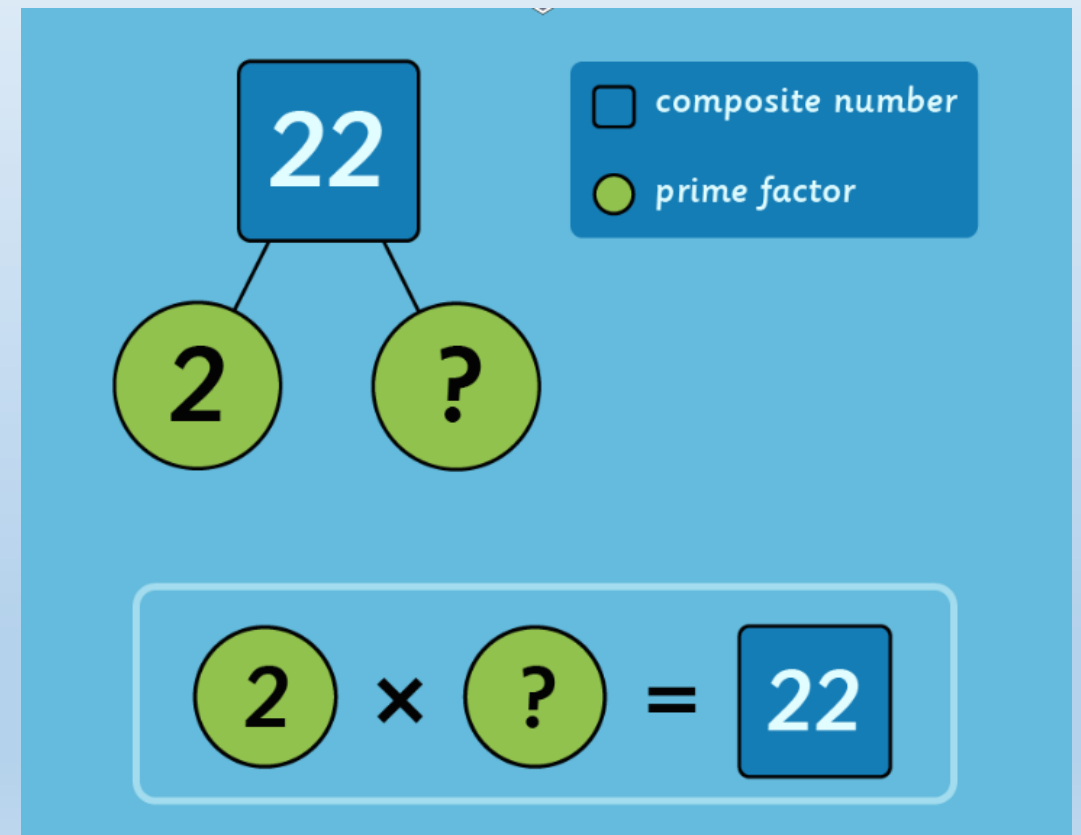 22
composite number
prime factor
2 ?
2 × ? = 22